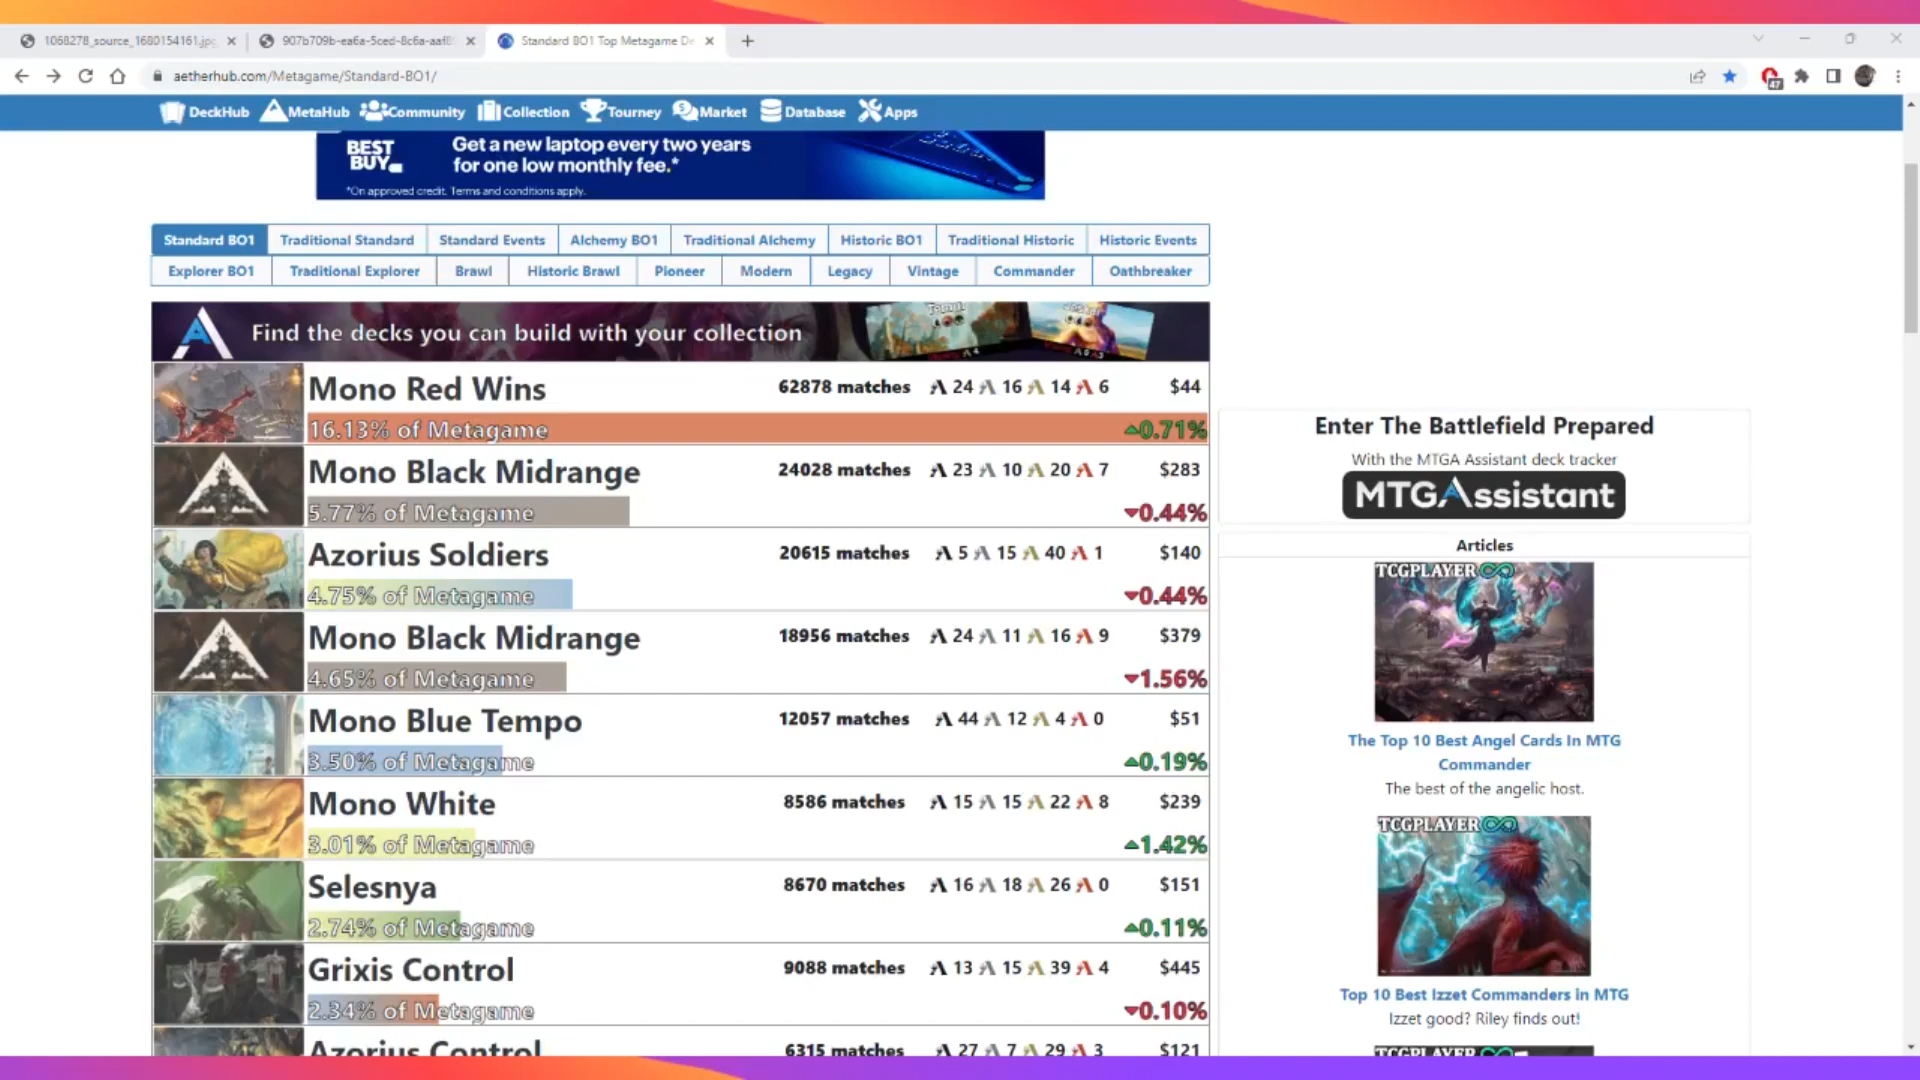 1068278_source_1680154161.jpg
907b709b-ea6a-5ced-8c6a-aaf8
Standard BO1 Top Metagame De
aetherhub.com/Metagame/Standard-BO1/
47
DeckHub MetaHub Community Collection Tourney Market Database Apps
BEST BUY
Get a new laptop every two years
for one low monthly fee.*
*On approved credit. Terms and conditions apply.
Standard BO1 Traditional Standard Standard Events Alchemy BO1 Traditional Alchemy Historic BO1 Traditional Historic Historic Events
Explorer BO1 Traditional Explorer Brawl Historic Brawl Pioneer Modern Legacy Vintage Commander Oathbreaker
Find the decks you can build with your collection
Mono Red Wins 62878 matches 24 16 14 6 $44
16.13% of Metagame 0.71%
Mono Black Midrange 24028 matches 23 10 20 7 $283
5.77% of Metagame 0.44%
Azorius Soldiers 20615 matches 5 15 40 1 $140
4.75% of Metagame 0.44%
Mono Black Midrange 18956 matches 24 11 16 9 $379
4.65% of Metagame 1.56%
Mono Blue Tempo 12057 matches 44 12 4 0 $51
3.50% of Metagame 0.19%
Mono White 8586 matches 15 15 22 8 $239
3.01% of Metagame 1.42%
Selesnya 8670 matches 16 18 26 0 $151
2.74% of Metagame 0.11%
Grixis Control 9088 matches 13 15 39 4 $445
2.34% of Metagame 0.10%
Azorius Control 6315 matches 27 7 29 3 $121
Enter The Battlefield Prepared
With the MTGA Assistant deck tracker
MTGAssistant
Articles
TCGPLAYER
The Top 10 Best Angel Cards In MTG
Commander
The best of the angelic host.
TCGPLAYER
Top 10 Best Izzet Commanders in MTG
Izzet good? Riley finds out!
TCGPLAYER